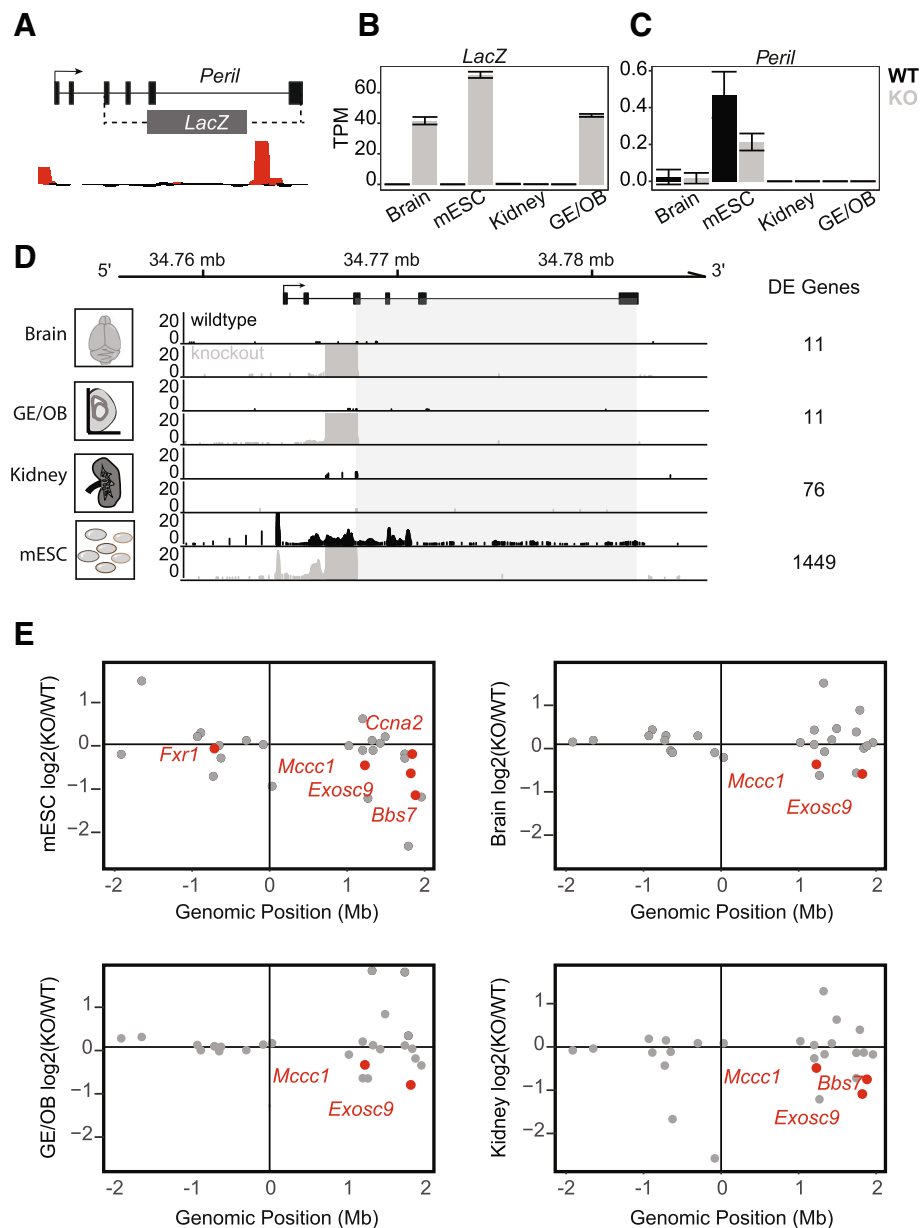 A
Peril
LacZ
B
LacZ
TPM
60
40
20
0
Brain
mESC
Kidney
GE/OB
C
Peril
0.6
0.4
0.2
0.0
Brain
mESC
Kidney
GE/OB
WT
KO
D
5'
34.76 mb
34.77 mb
34.78 mb
3'
DE Genes
Brain
20
0
wildtype
20
0
knockout
11
GE/OB
20
0
20
0
11
Kidney
20
0
20
0
76
mESC
20
0
20
0
1449
E
mESC log2(KO/WT)
1
0
−1
−2
Fxr1
Ccna2
Mccc1
Exosc9
Bbs7
-2
-1
0
1
2
Genomic Position (Mb)
Brain log2(KO/WT)
1
0
−1
−2
Mccc1
Exosc9
-2
-1
0
1
2
Genomic Position (Mb)
GE/OB log2(KO/WT)
1
0
−1
−2
Mccc1
Exosc9
-2
-1
0
1
2
Genomic Position (Mb)
Kidney log2(KO/WT)
1
0
−1
−2
Mccc1
Bbs7
Exosc9
-2
-1
0
1
2
Genomic Position (Mb)